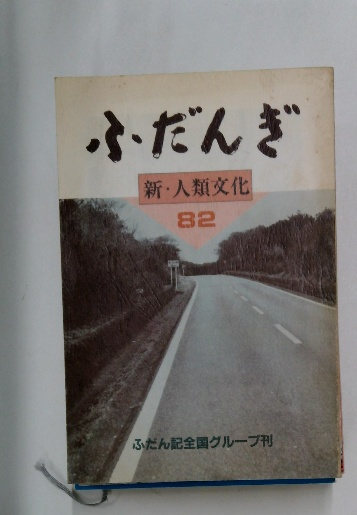 ふだんぎ
新・人類文化
82
ふだん記全国グループ刊